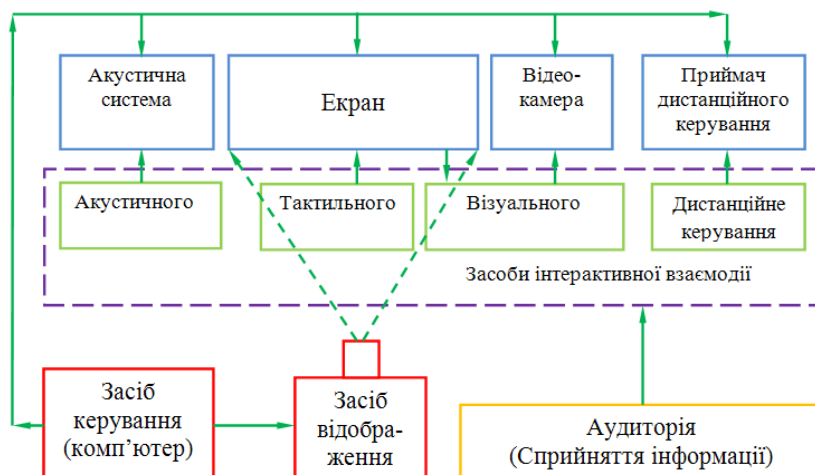 Акустична
система
Екран
Відео-
камера
Приймач
дистанційного
керування
Акустичного
Тактильного
Візуального
Дистанційне
керування
Засоби інтерактивної взаємодії
Засіб
керування
(комп’ютер)
Засіб
відобра-
ження
Аудиторія
(Сприйняття інформації)